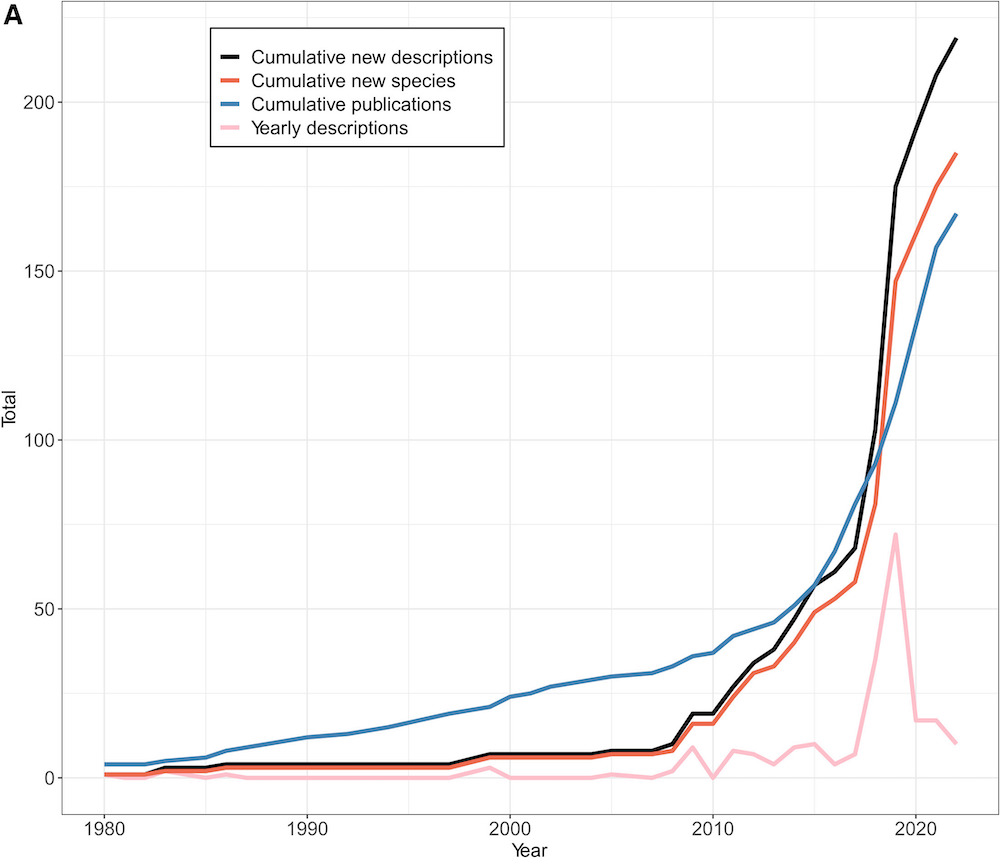 A
Cumulative new descriptions
Cumulative new species
Cumulative publications
Yearly descriptions
200
150
100
50
0
Total
1980 1990 2000 2010 2020
Year